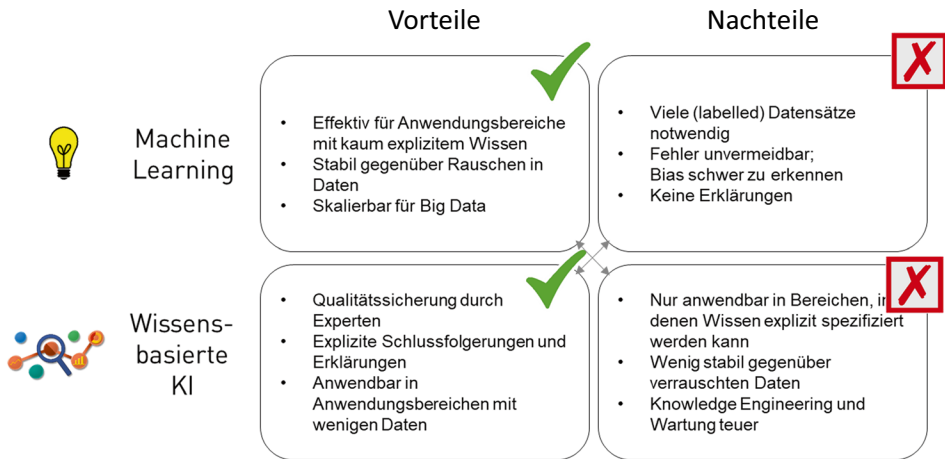 Vorteile
Nachteile
Machine
Learning
• Effektiv für Anwendungsbereiche
mit kaum explizitem Wissen
• Stabil gegenüber Rauschen in
Daten
• Skalierbar für Big Data
• Viele (labelled) Datensätze
notwendig
• Fehler unvermeidbar;
Bias schwer zu erkennen
• Keine Erklärungen
Wissens-
basierte
KI
• Qualitätssicherung durch
Experten
• Explizite Schlussfolgerungen und
Erklärungen
• Anwendbar in
Anwendungsbereichen mit
wenigen Daten
• Nur anwendbar in Bereichen, in
denen Wissen explizit spezifiziert
werden kann
• Wenig stabil gegenüber
verrauschten Daten
• Knowledge Engineering und
Wartung teuer